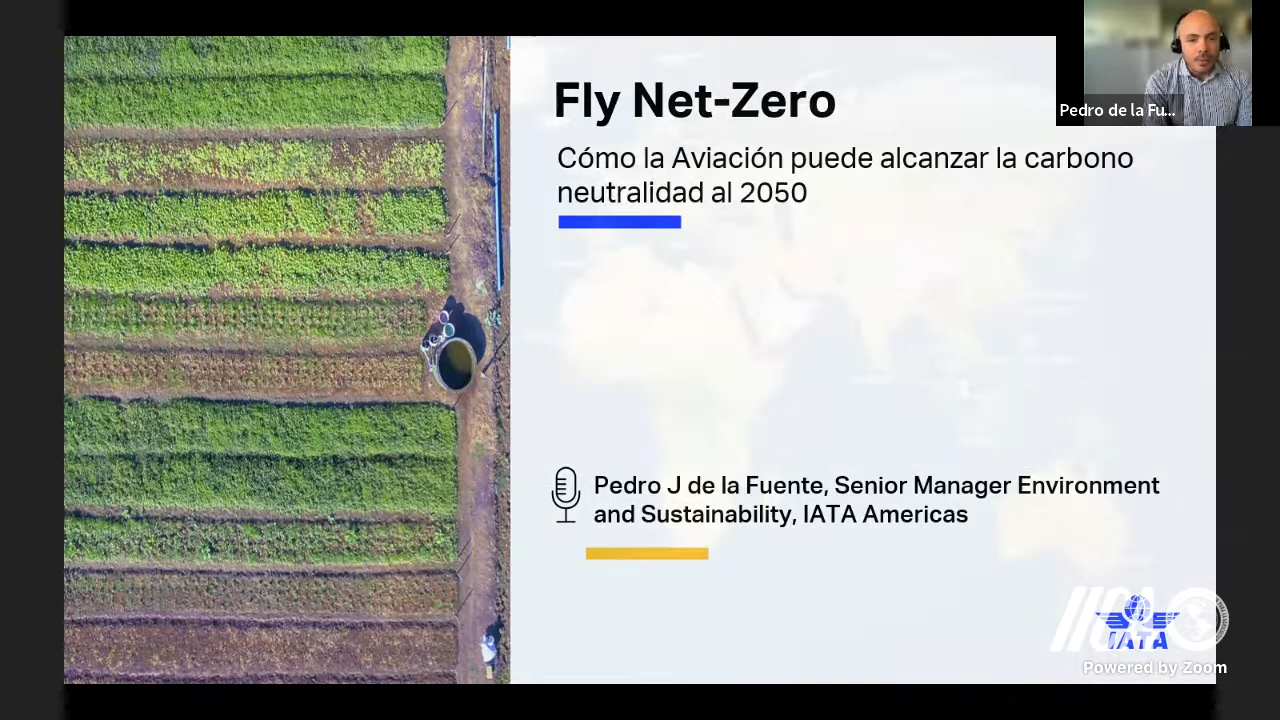 Fly Net-Zero
Cómo la Aviación puede alcanzar la carbono
neutralidad al 2050
Pedro de la Fu...
Pedro J de la Fuente, Senior Manager Environment
and Sustainability, IATA Americas
IATA
Powered by Zoom